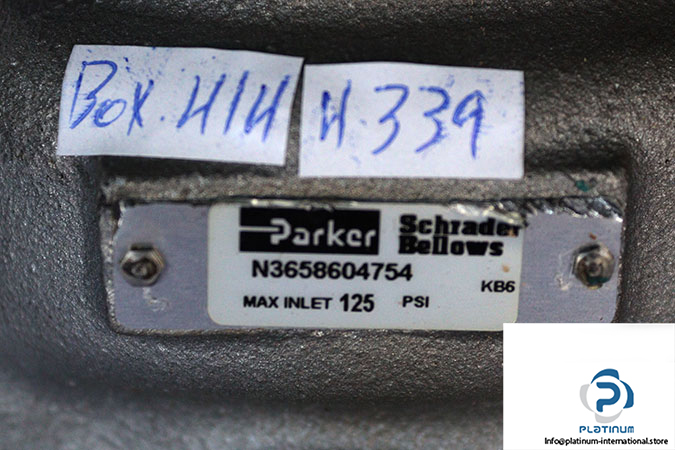 Box. 414
H.339
Parker Schrader Bellows
N3658604754
KB6
MAX INLET 125 PSI
PLATINUM
Info@platinum-international.store